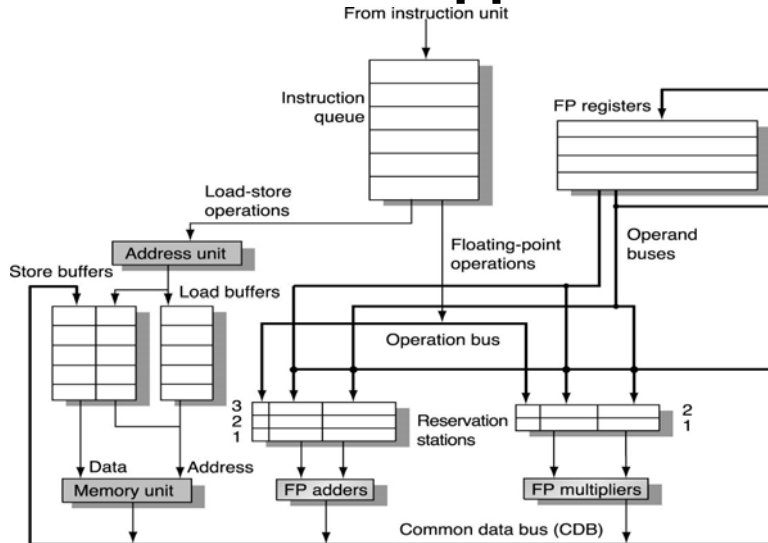 From instruction unit
Instruction
queue
FP registers
Load-store
operations
Address unit
Floating-point
operations
Operand
buses
Store buffers
Load buffers
Operation bus
3
2
1
Reservation
stations
2
1
Data
Address
Memory unit
FP adders
FP multipliers
Common data bus (CDB)